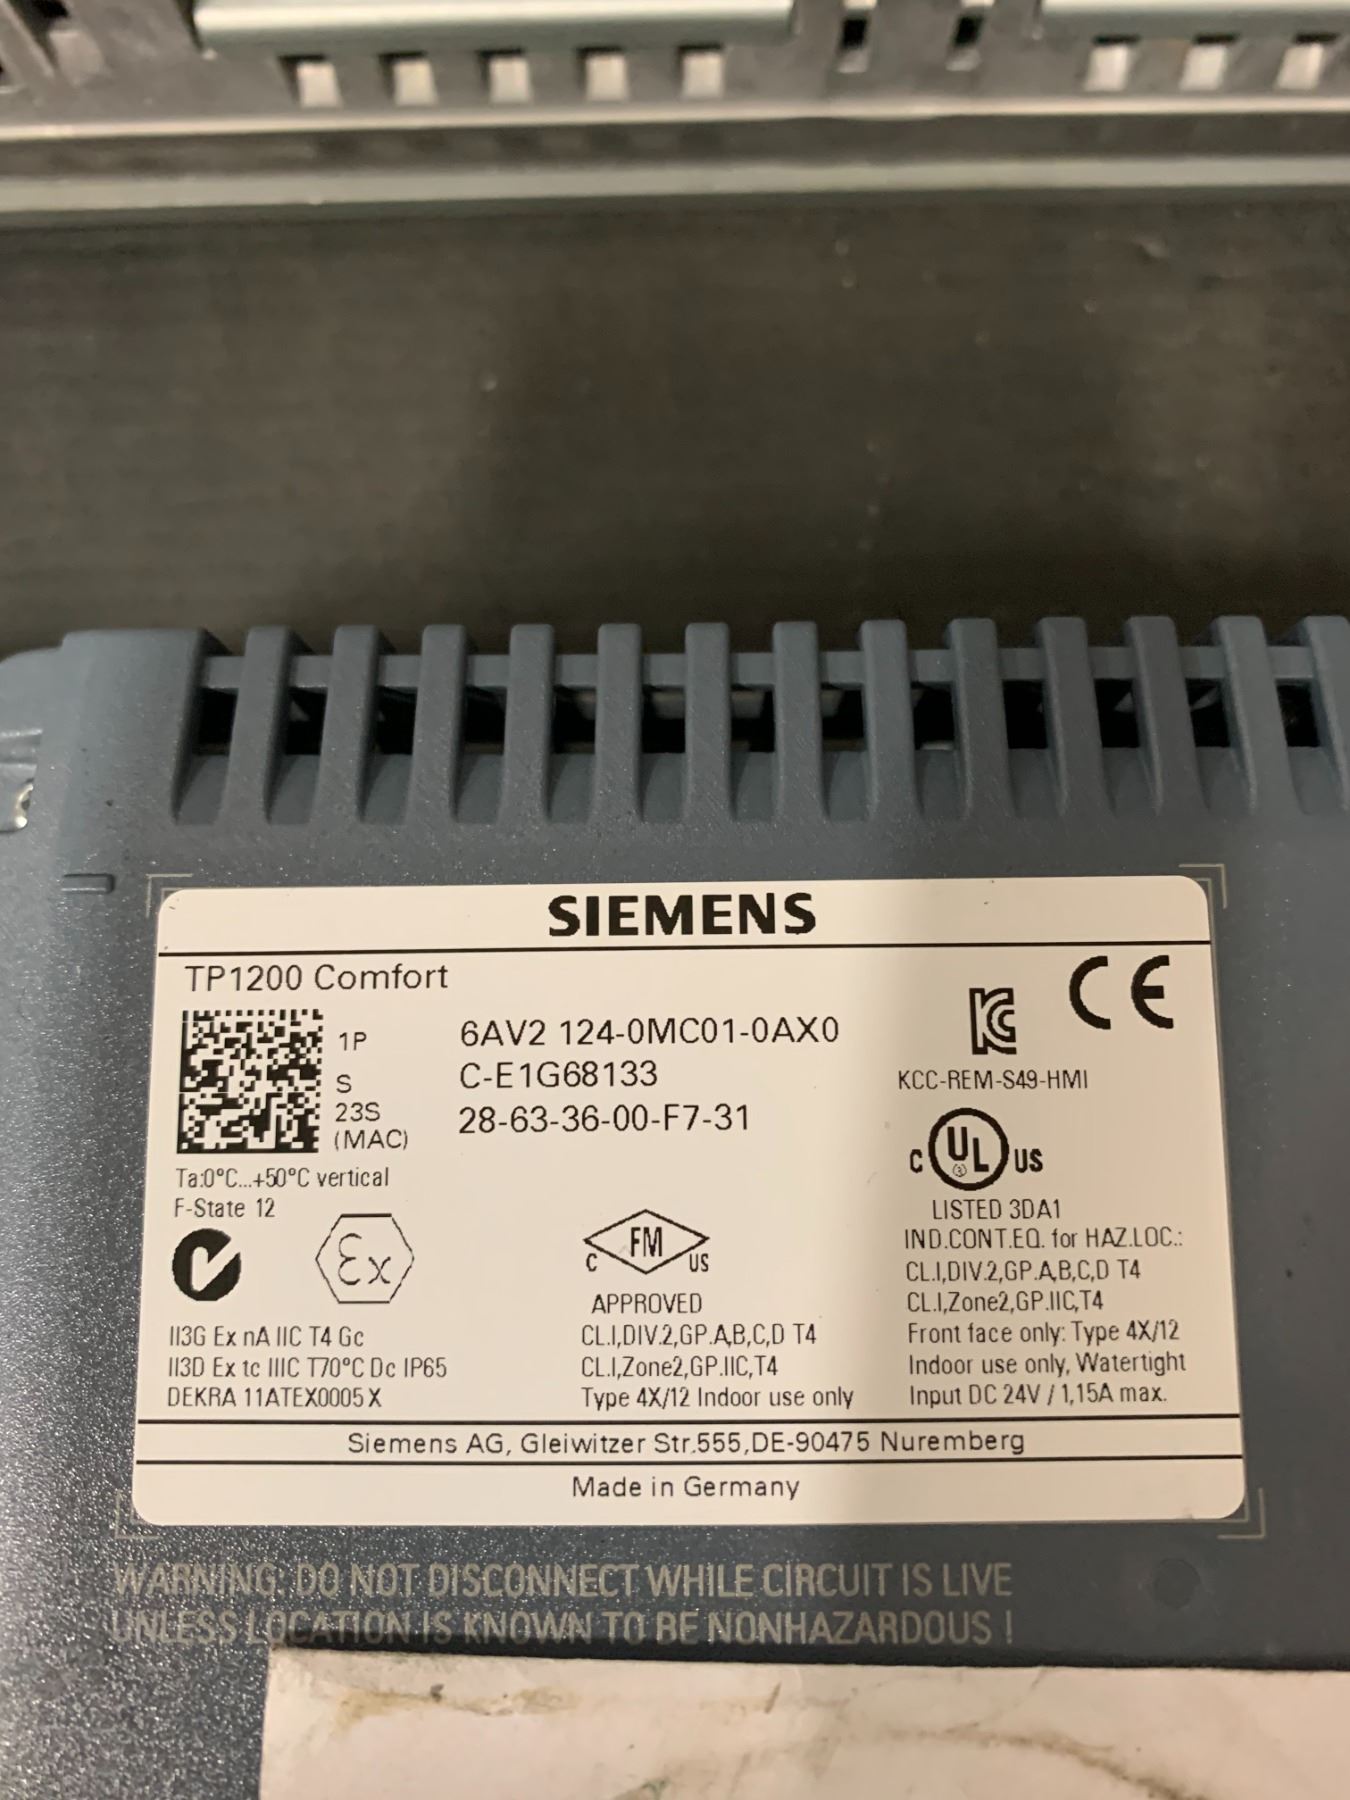 SIEMENS
TP1200 Comfort
1P 6AV2 124-0MC01-0AX0
S C-E1G68133
23S (MAC) 28-63-36-00-F7-31
Ta:0°C...+50°C vertical
F-State 12
Ex
II3G Ex nA IIC T4 Gc
II3D Ex tc IIIC T70°C Dc IP65
DEKRA 11ATEX0005 X
C FM US
APPROVED
CL.I,DIV.2,GP.A,B,C,D T4
CL.I,Zone2,GP.IIC,T4
Type 4X/12 Indoor use only
KC
CE
KCC-REM-S49-HMI
C UL US
LISTED 3DA1
IND.CONT.EQ. for HAZ.LOC.:
CL.I,DIV.2,GP.A,B,C,D T4
CL.I,Zone2,GP.IIC,T4
Front face only: Type 4X/12
Indoor use only, Watertight
Input DC 24V / 1,15A max.
Siemens AG, Gleiwitzer Str.555,DE-90475 Nuremberg
Made in Germany
WARNING: DO NOT DISCONNECT WHILE CIRCUIT IS LIVE
UNLESS LOCATION IS KNOWN TO BE NONHAZARDOUS !